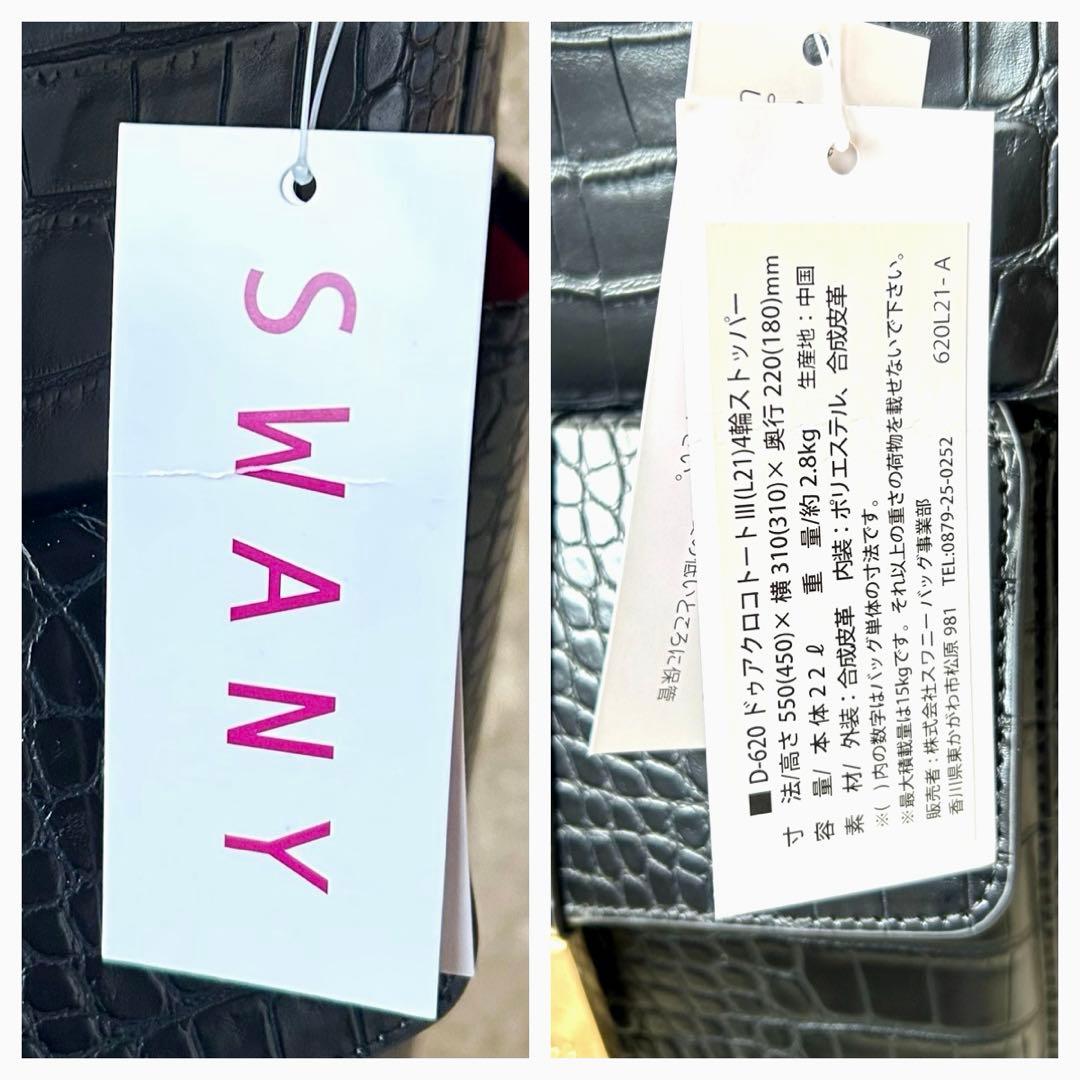 SWANY
■ D-620 ドゥアクロコトートⅢ(L21)4輪ストッパー
寸 法/高さ 550(450)× 横 310(310)× 奥行 220(180)mm
容 量/ 本体 2 2 ℓ 重 量/約 2.8kg 生産地：中国
素 材/ 外装：合成皮革 内装：ポリエステル、合成皮革
※( )内の数字はバッグ単体の寸法です。
※最大積載量は15kgです。それ以上の重さの荷物を載せないで下さい。
販売者：株式会社スワニー バッグ事業部
香川県東かがわ市松原 981 TEL:0879-25-0252 620L21- A